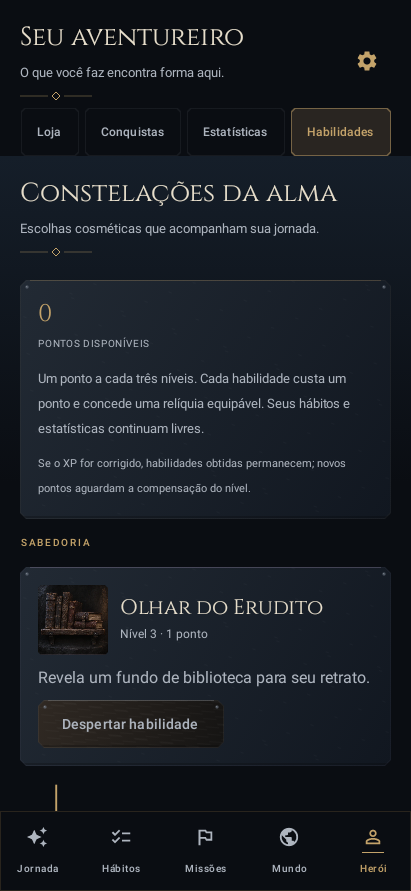 Seu aventureiro
O que você faz encontra forma aqui.
Loja
Conquistas
Estatísticas
Habilidades
Constelações da alma
Escolhas cosméticas que acompanham sua jornada.
0
PONTOS DISPONÍVEIS
Um ponto a cada três níveis. Cada habilidade custa um
ponto e concede uma relíquia equipável. Seus hábitos e
estatísticas continuam livres.
Se o XP for corrigido, habilidades obtidas permanecem; novos
pontos aguardam a compensação do nível.
SABEDORIA
Olhar do Erudito
Nível 3 · 1 ponto
Revela um fundo de biblioteca para seu retrato.
Despertar habilidade
Jornada
Hábitos
Missões
Mundo
Herói